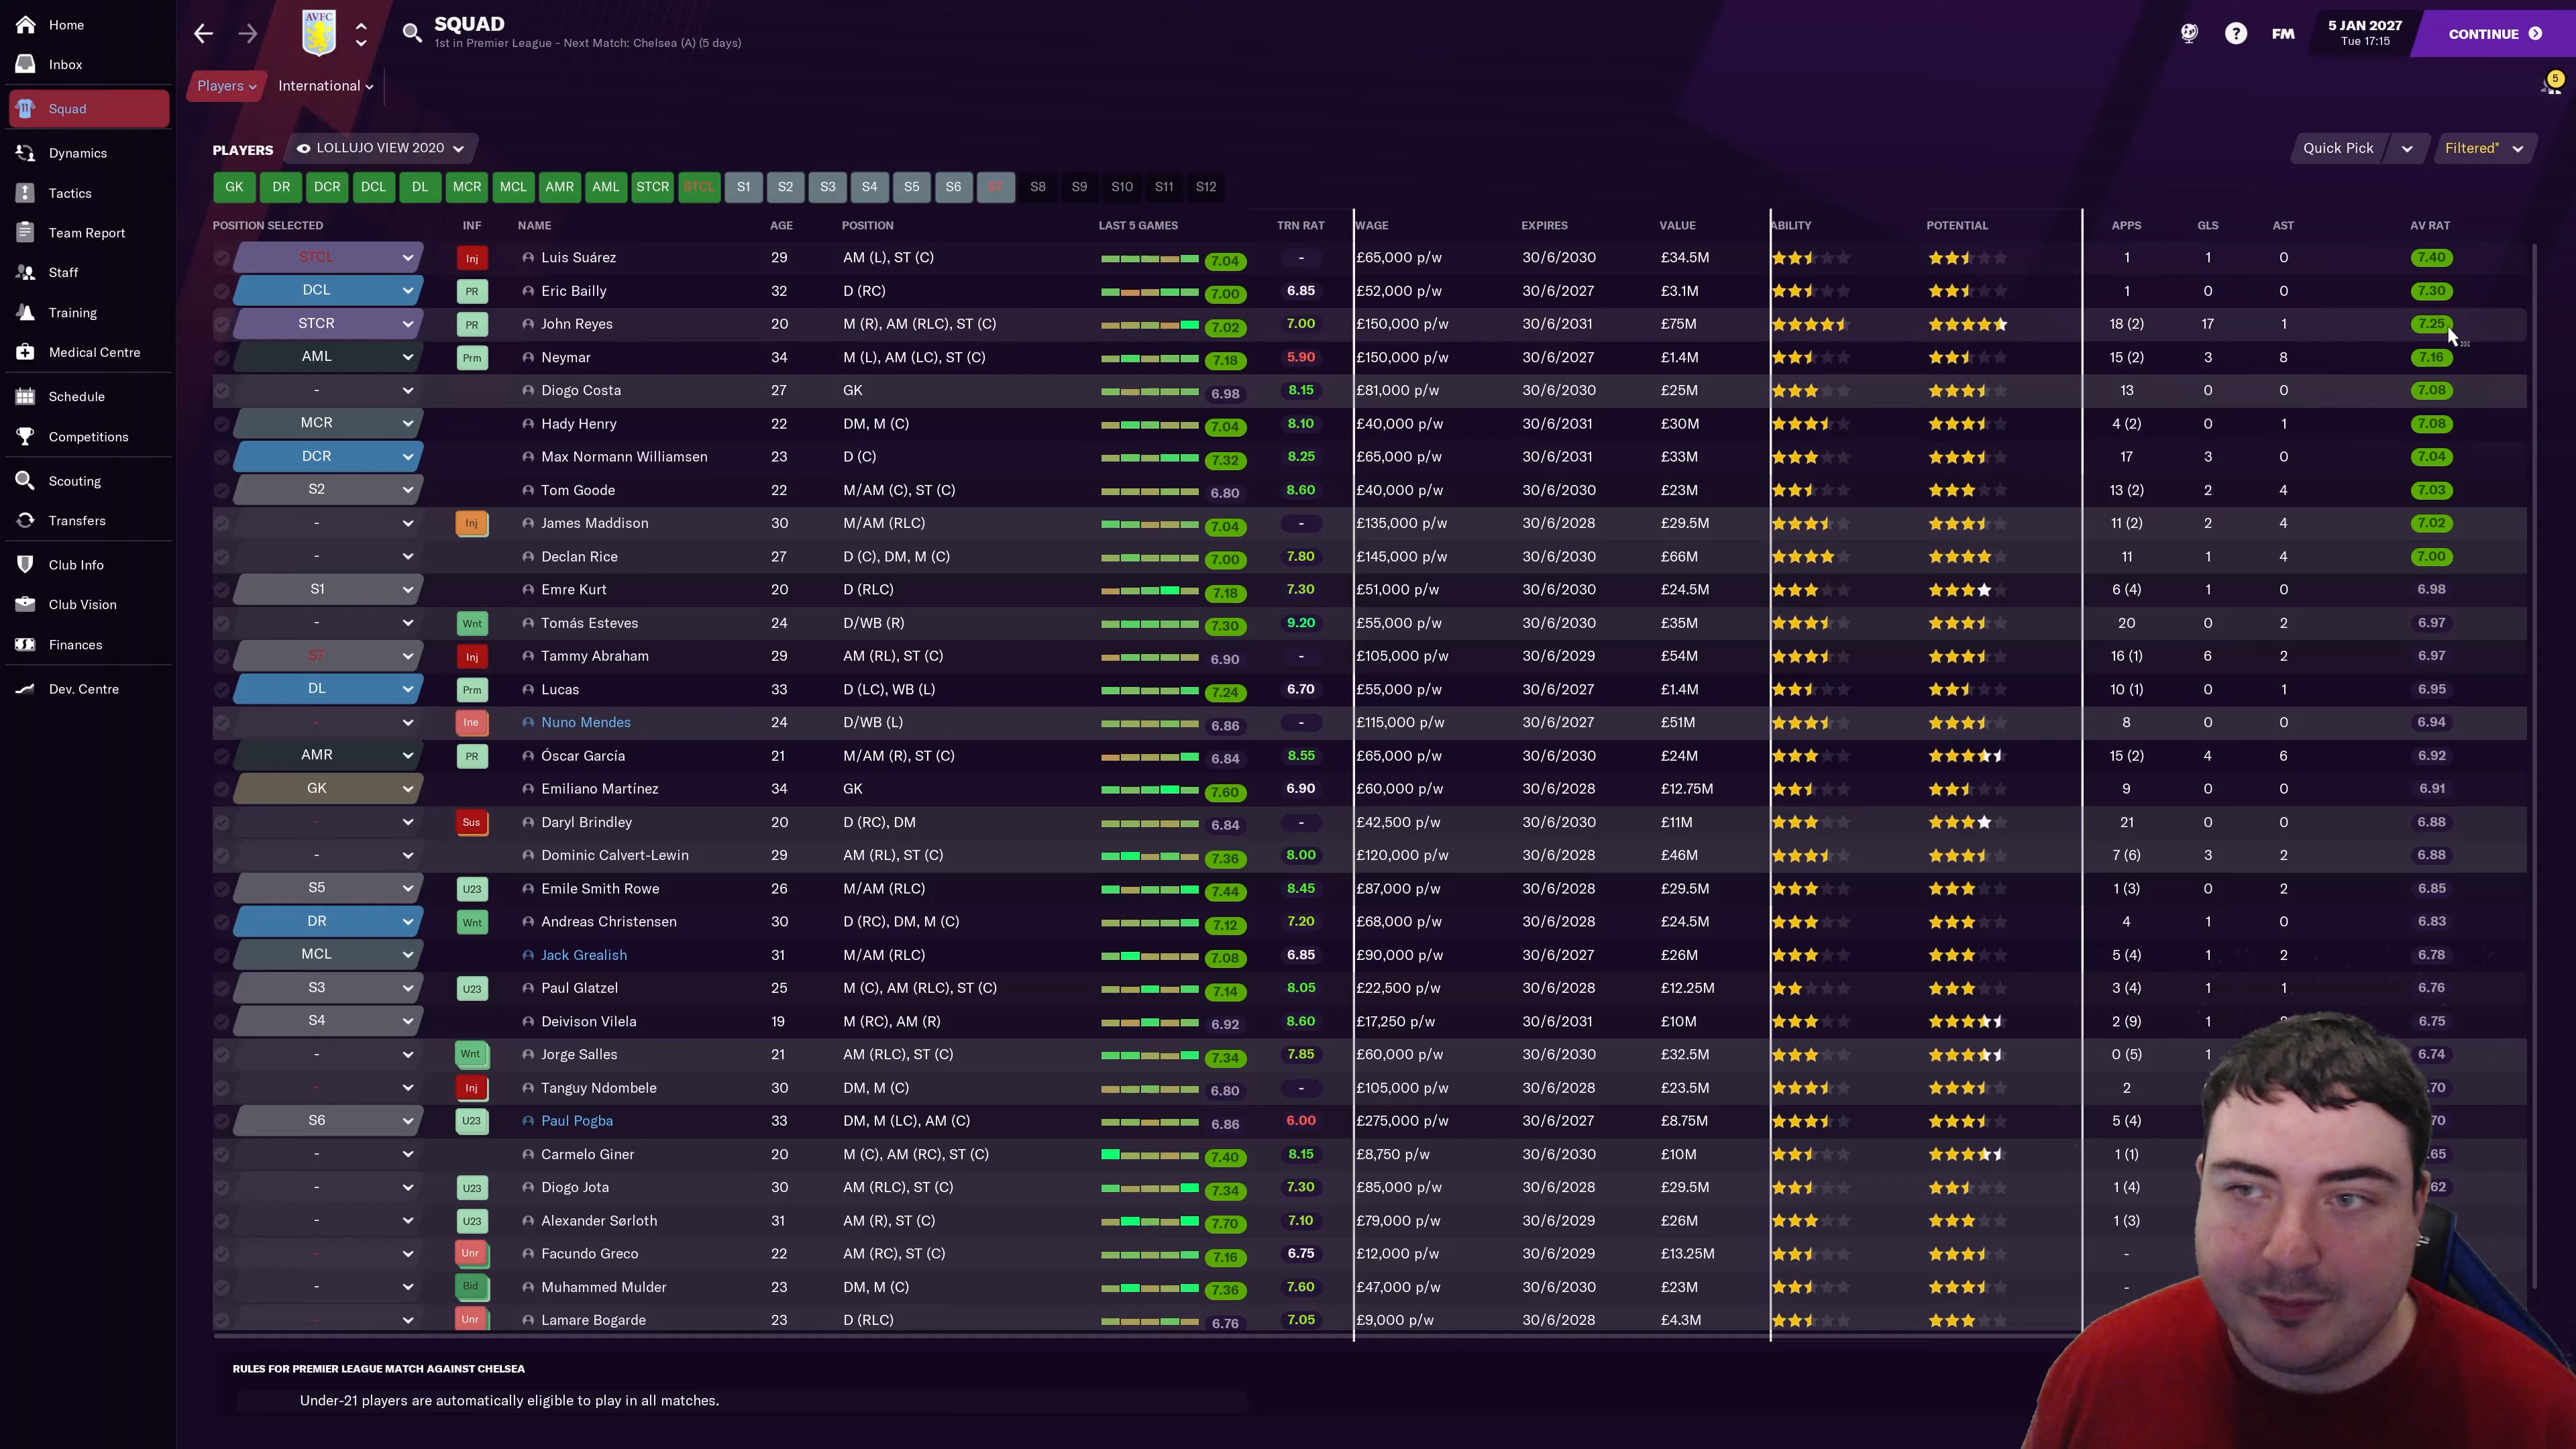 Home
Inbox
Squad
Dynamics
Tactics
Team Report
Staff
Training
Medical Centre
Schedule
Competitions
Scouting
Transfers
Club Info
Club Vision
Finances
Dev. Centre
AVFC
SQUAD
1st in Premier League - Next Match: Chelsea (A) (5 days)
FM
5 JAN 2027
Tue 17:15
CONTINUE
5
Players
International
PLAYERS
LOLLUJO VIEW 2020
Quick Pick
Filtered*
GK DR DCR DCL DL MCR MCL AMR AML STCR STCL S1 S2 S3 S4 S5 S6 S7 S8 S9 S10 S11 S12
POSITION SELECTED INF NAME AGE POSITION LAST 5 GAMES TRN RAT WAGE EXPIRES VALUE ABILITY POTENTIAL APPS GLS AST AV RAT
STCL Inj Luis Suárez 29 AM (L), ST (C) 7.04 - £65,000 p/w 30/6/2030 £34.5M 1 1 0 7.40
DCL PR Eric Bailly 32 D (RC) 7.00 6.85 £52,000 p/w 30/6/2027 £3.1M 1 0 0 7.30
STCR PR John Reyes 20 M (R), AM (RLC), ST (C) 7.02 7.00 £150,000 p/w 30/6/2031 £75M 18 (2) 17 1 7.25
AML Prm Neymar 34 M (L), AM (LC), ST (C) 7.18 5.90 £150,000 p/w 30/6/2027 £1.4M 15 (2) 3 8 7.16
- Diogo Costa 27 GK 6.98 8.15 £81,000 p/w 30/6/2030 £25M 13 0 0 7.08
MCR Hady Henry 22 DM, M (C) 7.04 8.10 £40,000 p/w 30/6/2031 £30M 4 (2) 0 1 7.08
DCR Max Normann Williamsen 23 D (C) 7.32 8.25 £65,000 p/w 30/6/2031 £33M 17 3 0 7.04
S2 Tom Goode 22 M/AM (C), ST (C) 6.80 8.60 £40,000 p/w 30/6/2030 £23M 13 (2) 2 4 7.03
- Inj James Maddison 30 M/AM (RLC) 7.04 - £135,000 p/w 30/6/2028 £29.5M 11 (2) 2 4 7.02
- Declan Rice 27 D (C), DM, M (C) 7.00 7.80 £145,000 p/w 30/6/2030 £66M 11 1 4 7.00
S1 Emre Kurt 20 D (RLC) 7.18 7.30 £51,000 p/w 30/6/2030 £24.5M 6 (4) 1 0 6.98
- Wnt Tomás Esteves 24 D/WB (R) 7.30 9.20 £55,000 p/w 30/6/2030 £35M 20 0 2 6.97
S7 Inj Tammy Abraham 29 AM (RL), ST (C) 6.90 - £105,000 p/w 30/6/2029 £54M 16 (1) 6 2 6.97
DL Prm Lucas 33 D (LC), WB (L) 7.24 6.70 £55,000 p/w 30/6/2027 £1.4M 10 (1) 0 1 6.95
- Ine Nuno Mendes 24 D/WB (L) 6.86 - £115,000 p/w 30/6/2027 £51M 8 0 0 6.94
AMR PR Óscar García 21 M/AM (R), ST (C) 6.84 8.55 £65,000 p/w 30/6/2030 £24M 15 (2) 4 6 6.92
GK Emiliano Martínez 34 GK 7.60 6.90 £60,000 p/w 30/6/2028 £12.75M 9 0 0 6.91
- Sus Daryl Brindley 20 D (RC), DM 6.84 - £42,500 p/w 30/6/2030 £11M 21 0 0 6.88
- Dominic Calvert-Lewin 29 AM (RL), ST (C) 7.36 8.00 £120,000 p/w 30/6/2028 £46M 7 (6) 3 2 6.88
S5 U23 Emile Smith Rowe 26 M/AM (RLC) 7.44 8.45 £87,000 p/w 30/6/2028 £29.5M 1 (3) 0 2 6.85
DR Wnt Andreas Christensen 30 D (RC), DM, M (C) 7.12 7.20 £68,000 p/w 30/6/2028 £24.5M 4 1 0 6.83
MCL Jack Grealish 31 M/AM (RLC) 7.08 6.85 £90,000 p/w 30/6/2027 £26M 5 (4) 1 2 6.78
S3 U23 Paul Glatzel 25 M (C), AM (RLC), ST (C) 7.14 8.05 £22,500 p/w 30/6/2028 £12.25M 3 (4) 1 1 6.76
S4 Deivison Vilela 19 M (RC), AM (R) 6.92 8.60 £17,250 p/w 30/6/2031 £10M 2 (9) 1 6.75
- Wnt Jorge Salles 21 AM (RLC), ST (C) 7.34 7.85 £60,000 p/w 30/6/2030 £32.5M 0 (5) 1 6.74
- Inj Tanguy Ndombele 30 DM, M (C) 6.80 - £105,000 p/w 30/6/2028 £23.5M 2 .70
S6 U23 Paul Pogba 33 DM, M (LC), AM (C) 6.86 6.00 £275,000 p/w 30/6/2027 £8.75M 5 (4) 70
- Carmelo Giner 20 M (C), AM (RC), ST (C) 7.40 8.15 £8,750 p/w 30/6/2030 £10M 1 (1) .65
- U23 Diogo Jota 30 AM (RLC), ST (C) 7.34 7.30 £85,000 p/w 30/6/2028 £29.5M 1 (4) 62
- U23 Alexander Sørloth 31 AM (R), ST (C) 7.70 7.10 £79,000 p/w 30/6/2029 £26M 1 (3)
- Unr Facundo Greco 22 AM (RC), ST (C) 7.16 6.75 £12,000 p/w 30/6/2029 £13.25M -
- Bid Muhammed Mulder 23 DM, M (C) 7.36 7.60 £47,000 p/w 30/6/2030 £23M -
- Unr Lamare Bogarde 23 D (RLC) 6.76 7.05 £9,000 p/w 30/6/2028 £4.3M
RULES FOR PREMIER LEAGUE MATCH AGAINST CHELSEA
Under-21 players are automatically eligible to play in all matches.